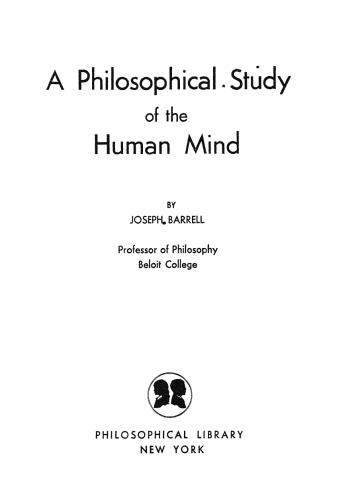 A Philosophical Study
of the
Human Mind
BY
JOSEPH BARRELL
Professor of Philosophy
Beloit College
PHILOSOPHICAL LIBRARY
NEW YORK